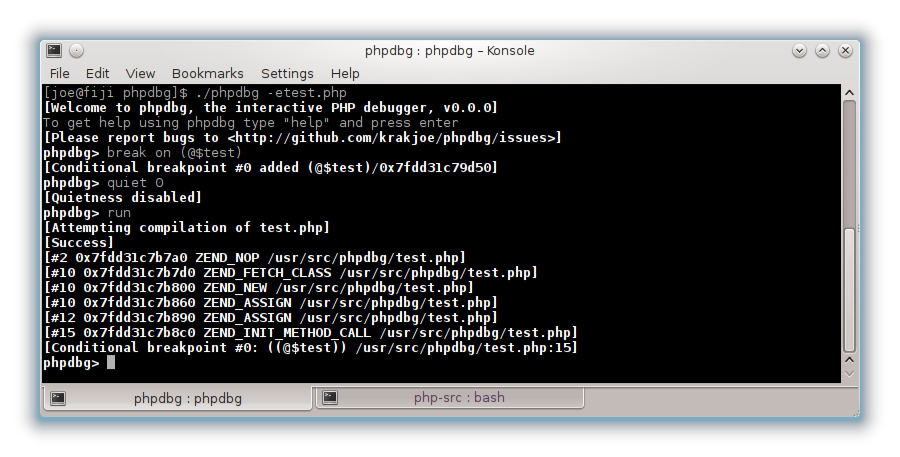 phpdbg : phpdbg – Konsole
File Edit View Bookmarks Settings Help
[joe@fiji phpdbg]$ ./phpdbg -etest.php
[Welcome to phpdbg, the interactive PHP debugger, v0.0.0]
To get help using phpdbg type "help" and press enter
[Please report bugs to <http://github.com/krakjoe/phpdbg/issues>]
phpdbg> break on (@$test)
[Conditional breakpoint #0 added (@$test)/0x7fdd31c79d50]
phpdbg> quiet 0
[Quietness disabled]
phpdbg> run
[Attempting compilation of test.php]
[Success]
[#2 0x7fdd31c7b7a0 ZEND_NOP /usr/src/phpdbg/test.php]
[#10 0x7fdd31c7b7d0 ZEND_FETCH_CLASS /usr/src/phpdbg/test.php]
[#10 0x7fdd31c7b800 ZEND_NEW /usr/src/phpdbg/test.php]
[#10 0x7fdd31c7b860 ZEND_ASSIGN /usr/src/phpdbg/test.php]
[#12 0x7fdd31c7b890 ZEND_ASSIGN /usr/src/phpdbg/test.php]
[#15 0x7fdd31c7b8c0 ZEND_INIT_METHOD_CALL /usr/src/phpdbg/test.php]
[Conditional breakpoint #0: ((@$test)) /usr/src/phpdbg/test.php:15]
phpdbg>
phpdbg : phpdbg
php-src : bash